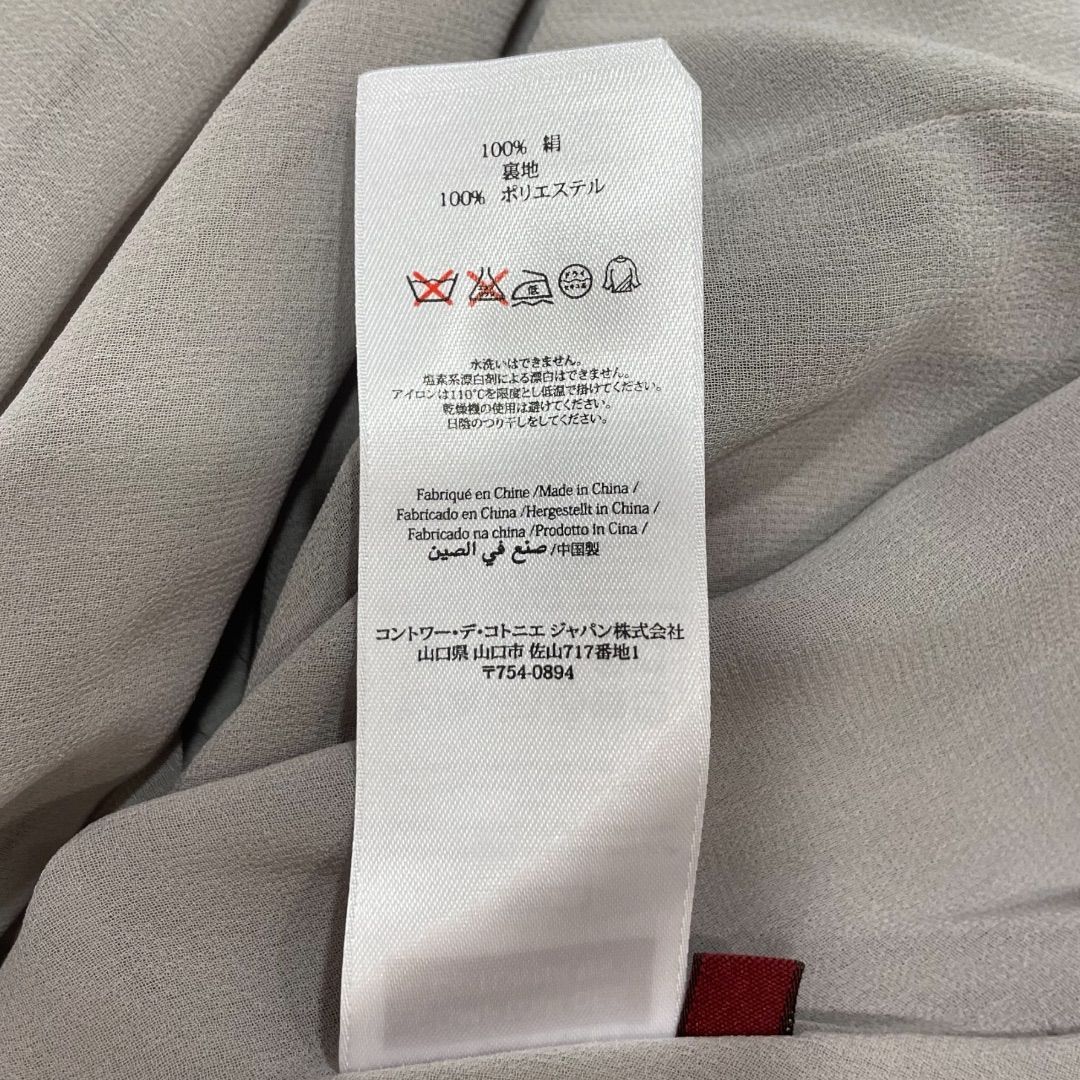 100% 絹
裏地
100% ポリエステル
低
ドライ
水洗いはできません。
塩素系漂白剤による漂白はできません。
アイロンは110℃を限度とし低温で掛けてください。
乾燥機の使用は避けてください。
日陰のつり干しをしてください。
Fabriqué en Chine /Made in China /
Fabricado en China /Hergestellt in China /
Fabricado na china /Prodotto in Cina /
صنع في الصين /中国製
コントワー・デ・コトニエ ジャパン株式会社
山口県 山口市 佐山717番地1
〒754-0894